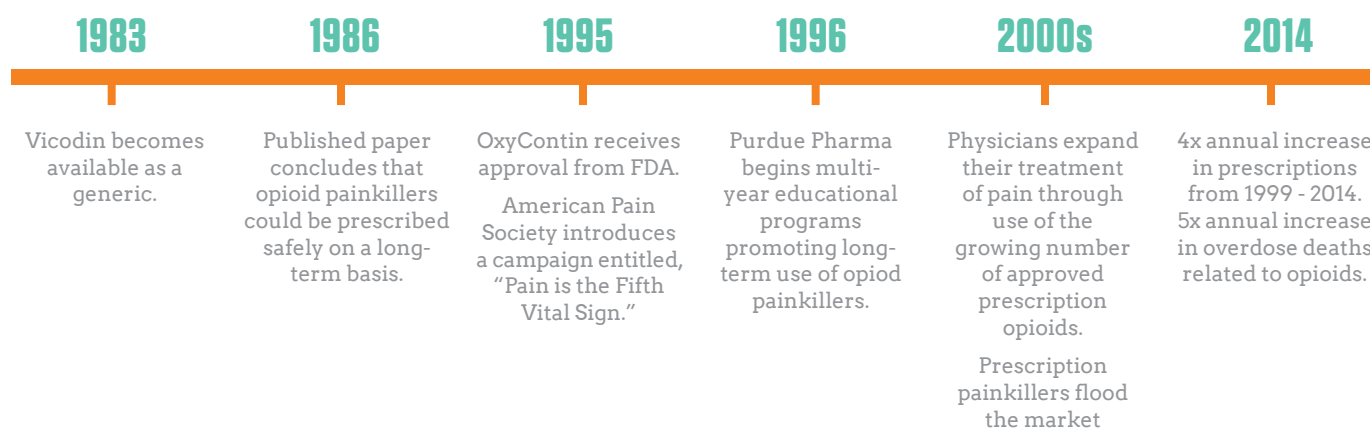 1983
Vicodin becomes
available as a
generic.
1986
Published paper
concludes that
opioid painkillers
could be prescribed
safely on a long-
term basis.
1995
OxyContin receives
approval from FDA.
American Pain
Society introduces
a campaign entitled,
“Pain is the Fifth
Vital Sign.”
1996
Purdue Pharma
begins multi-
year educational
programs
promoting long-
term use of opiod
painkillers.
2000s
Physicians expand
their treatment
of pain through
use of the
growing number
of approved
prescription
opioids.
Prescription
painkillers flood
the market
2014
4x annual increase
in prescriptions
from 1999 - 2014.
5x annual increase
in overdose deaths
related to opioids.